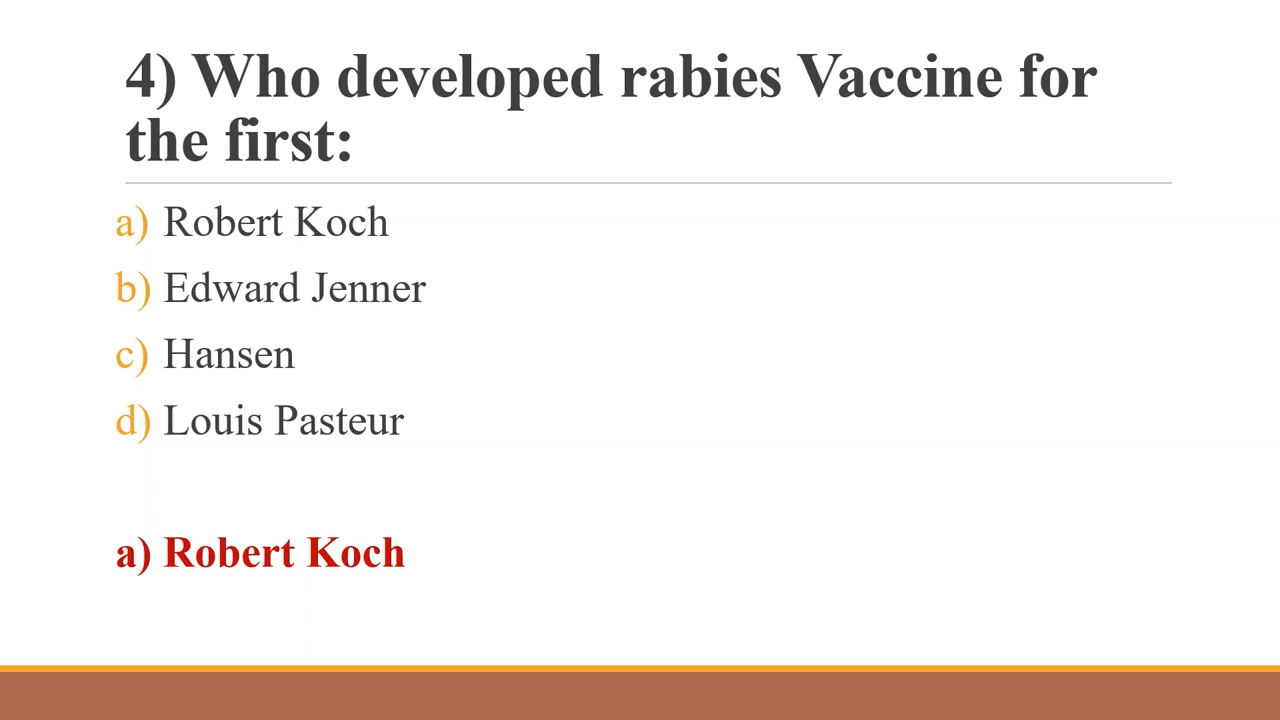 4) Who developed rabies Vaccine for
the first:
a) Robert Koch
b) Edward Jenner
c) Hansen
d) Louis Pasteur
a) Robert Koch